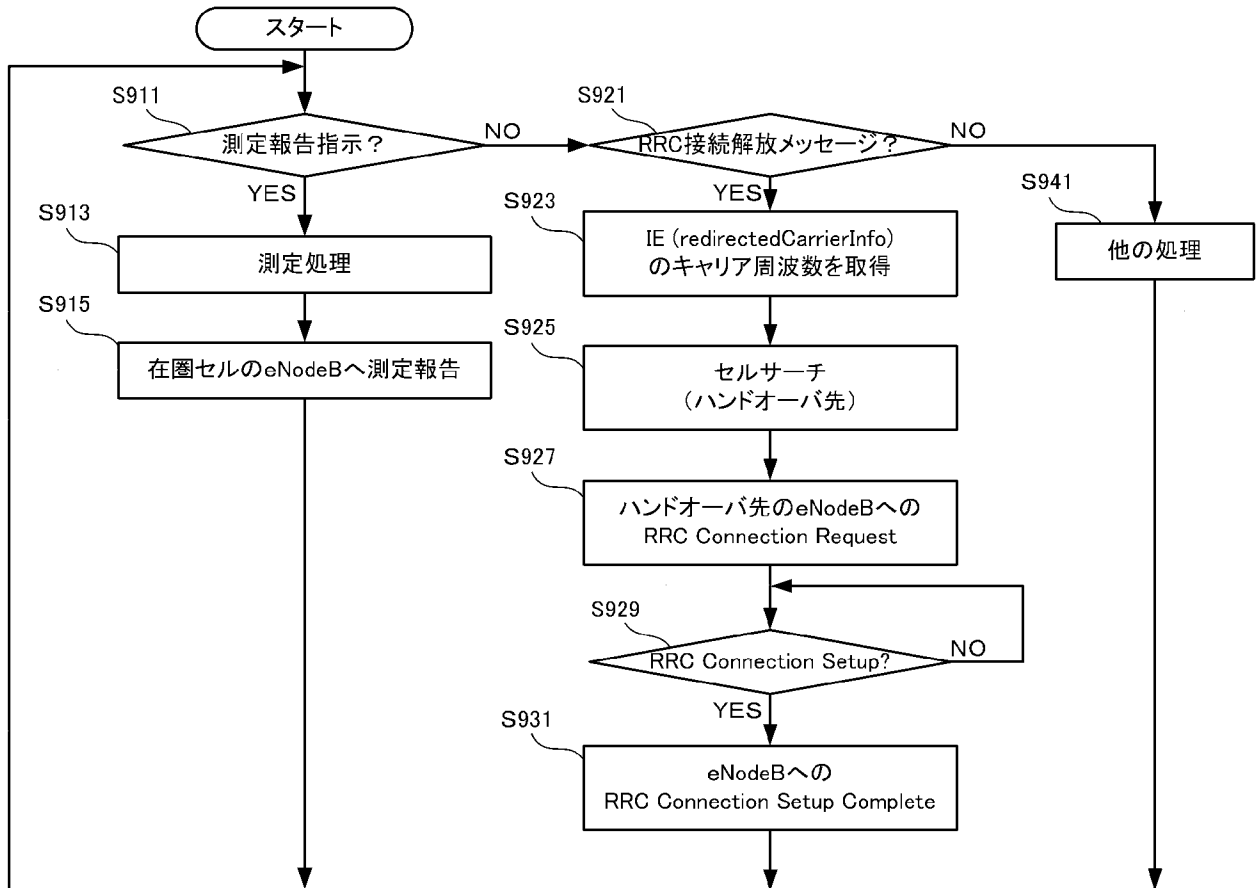 スタート
S911
測定報告指示？
NO
YES
S913
測定処理
S915
在圏セルのeNodeBへ測定報告
S921
RRC接続解放メッセージ？
NO
YES
S923
IE (redirectedCarrierInfo)
のキャリア周波数を取得
S925
セルサーチ
（ハンドオーバ先）
S927
ハンドオーバ先のeNodeBへの
RRC Connection Request
S929
RRC Connection Setup?
NO
YES
S931
eNodeBへの
RRC Connection Setup Complete
S941
他の処理